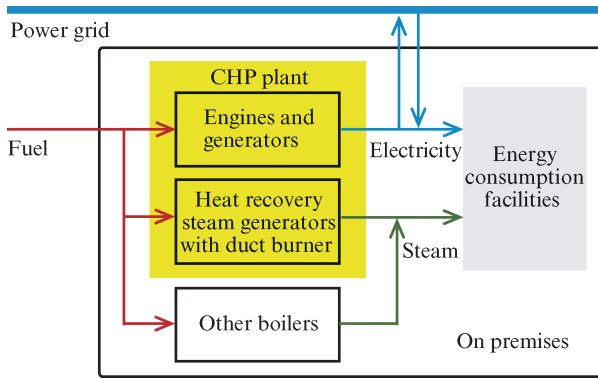 Power grid
CHP plant
Engines and
generators
Fuel
Electricity
Energy
consumption
facilities
Heat recovery
steam generators
with duct burner
Steam
Other boilers
On premises